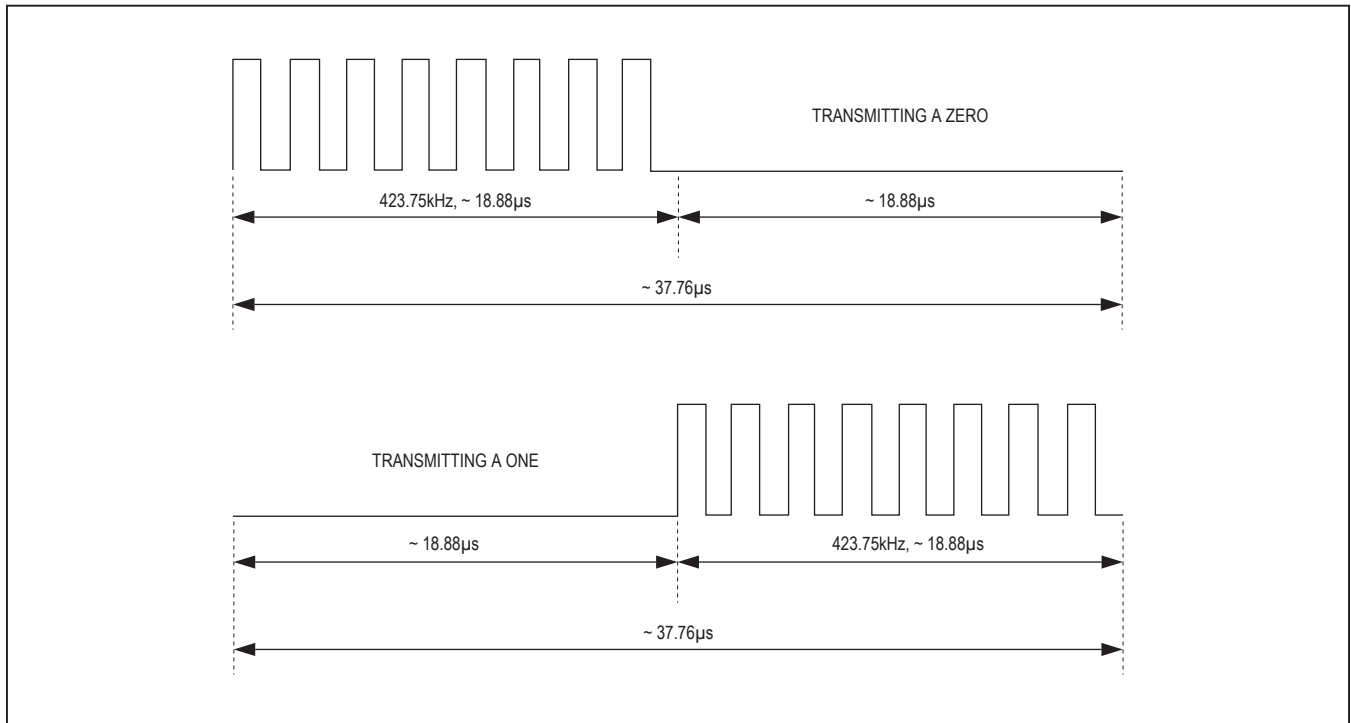 TRANSMITTING A ZERO
423.75kHz, ~ 18.88µs
~ 18.88µs
~ 37.76µs
TRANSMITTING A ONE
~ 18.88µs
423.75kHz, ~ 18.88µs
~ 37.76µs